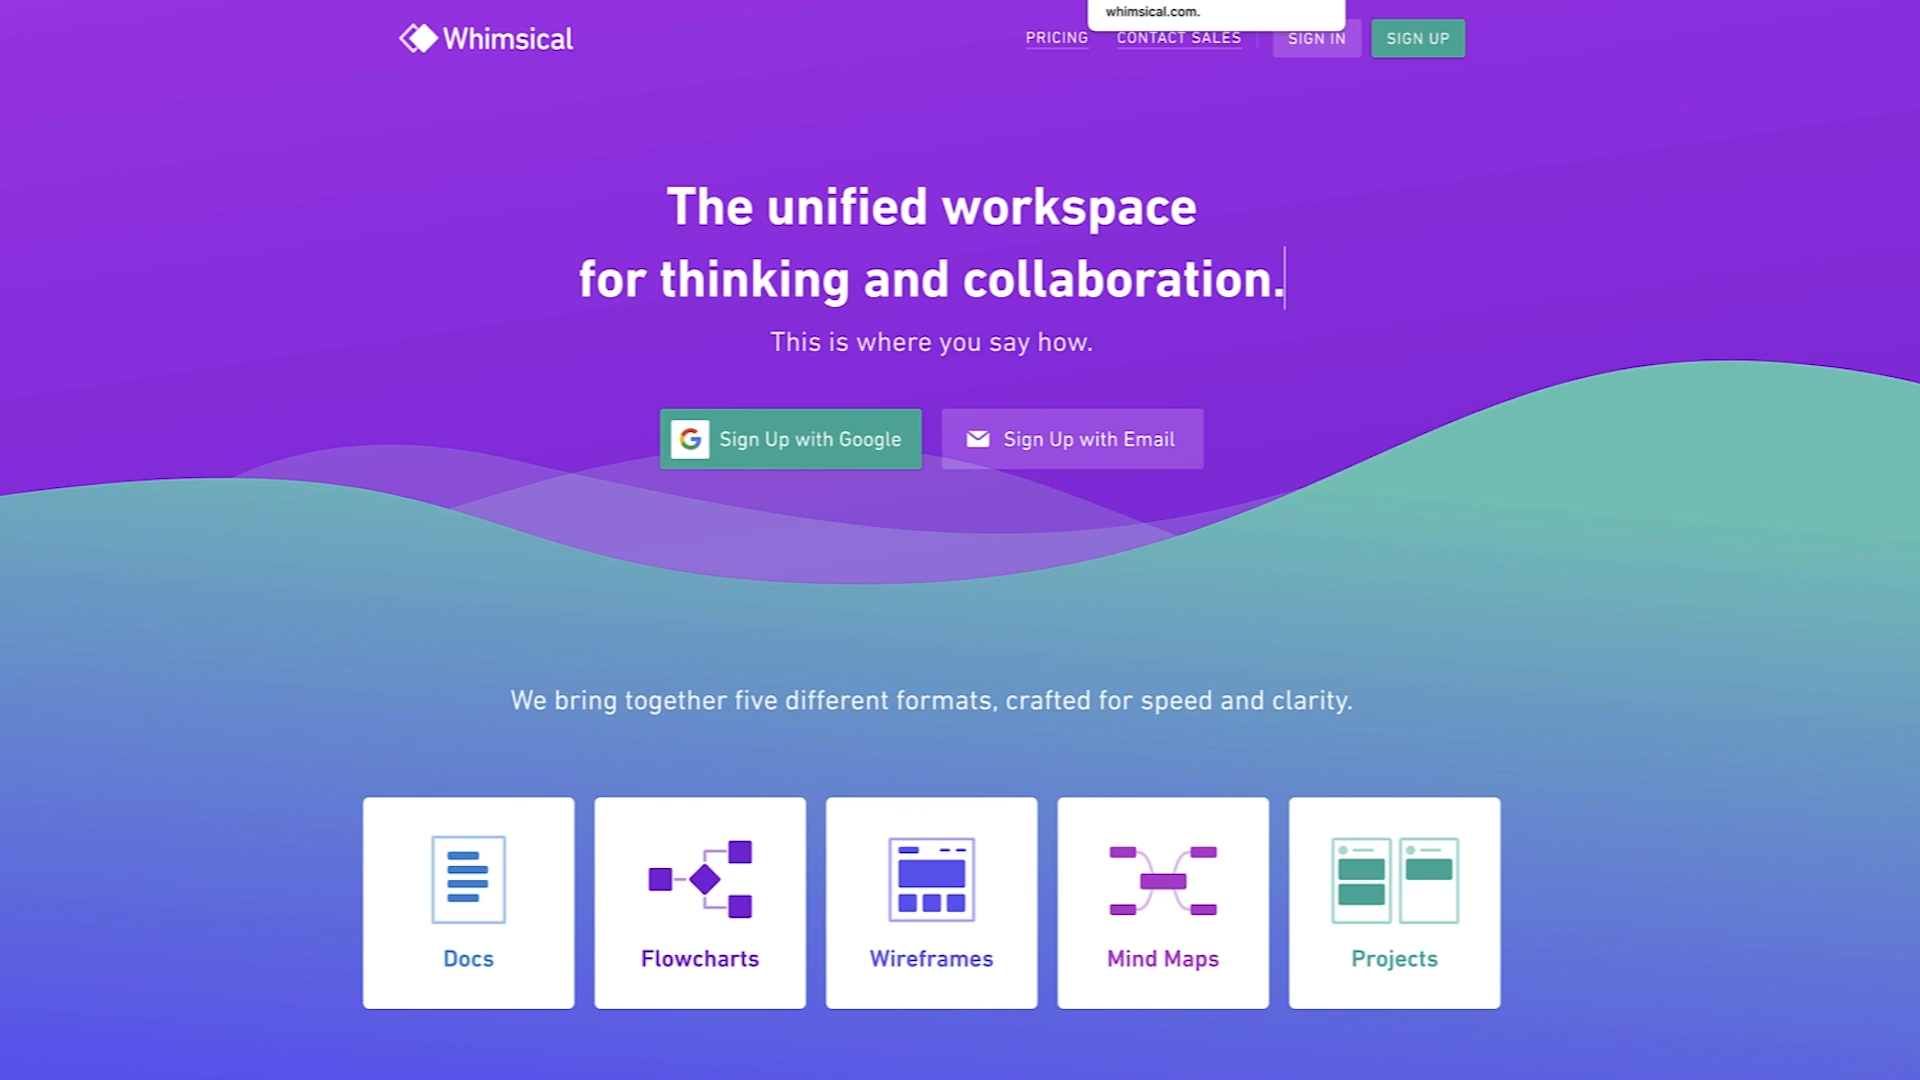 whimsical.com.
Whimsical
PRICING
CONTACT SALES
SIGN IN
SIGN UP
The unified workspace
for thinking and collaboration.
This is where you say how.
Sign Up with Google
Sign Up with Email
We bring together five different formats, crafted for speed and clarity.
Docs
Flowcharts
Wireframes
Mind Maps
Projects